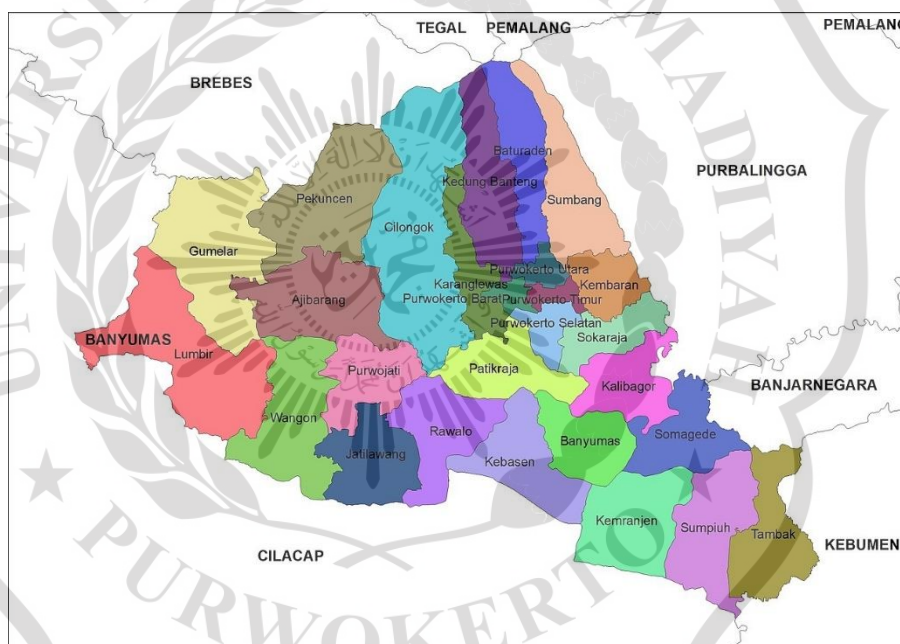 TEGAL PEMALANG
PEMALANG
BREBES
Baturaden
Kedung Banteng
PURBALINGGA
Pekuncen
Sumbang
Cilongok
Gumelar
Purwokerto Utara
Karanglewas
Kembaran
Ajibarang
Purwokerto Barat
Purwokerto Timur
Purwokerto Selatan
BANYUMAS
Sokaraja
Lumbir
Purwojati
Patikraja
Kalibagor
BANJARNEGARA
Wangon
Rawalo
Banyumas
Somagede
Jatilawang
Kebasen
Kemranjen
Sumpiuh
Tambak
KEBUMEN
CILACAP
PURWOKERTO